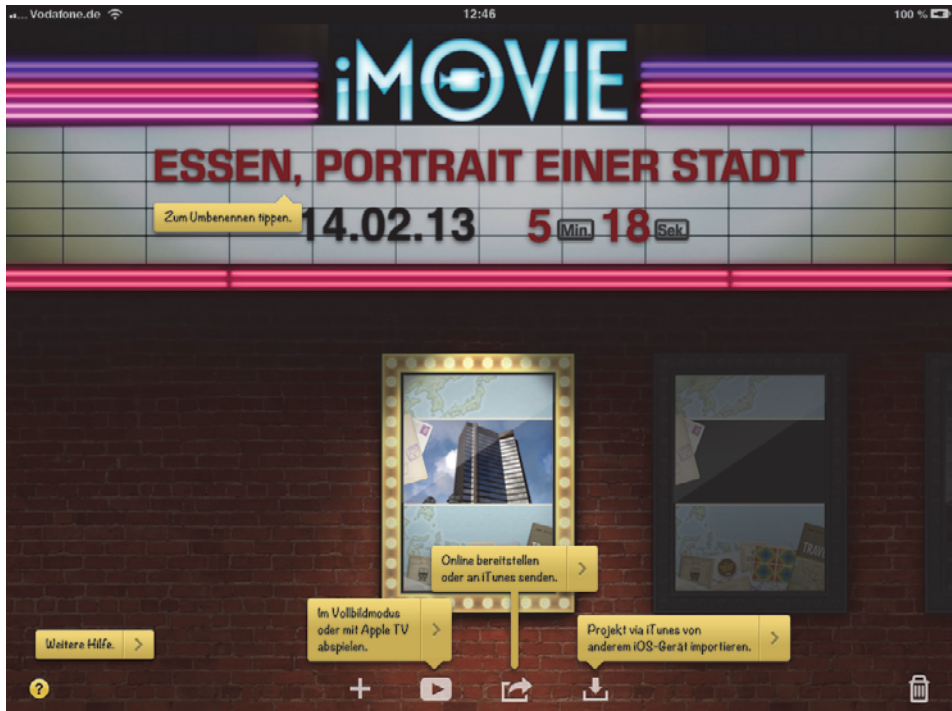 Vodafone.de
12:46
100 %
iMOVIE
ESSEN, PORTRAIT EINER STADT
Zum Umbenennen tippen.
14.02.13 5 Min. 18 Sek.
TRAVEL
Online bereitstellen
oder an iTunes senden.
Im Vollbildmodus
oder mit Apple TV
abspielen.
Projekt via iTunes von
anderem iOS-Gerät importieren.
Weitere Hilfe.
?